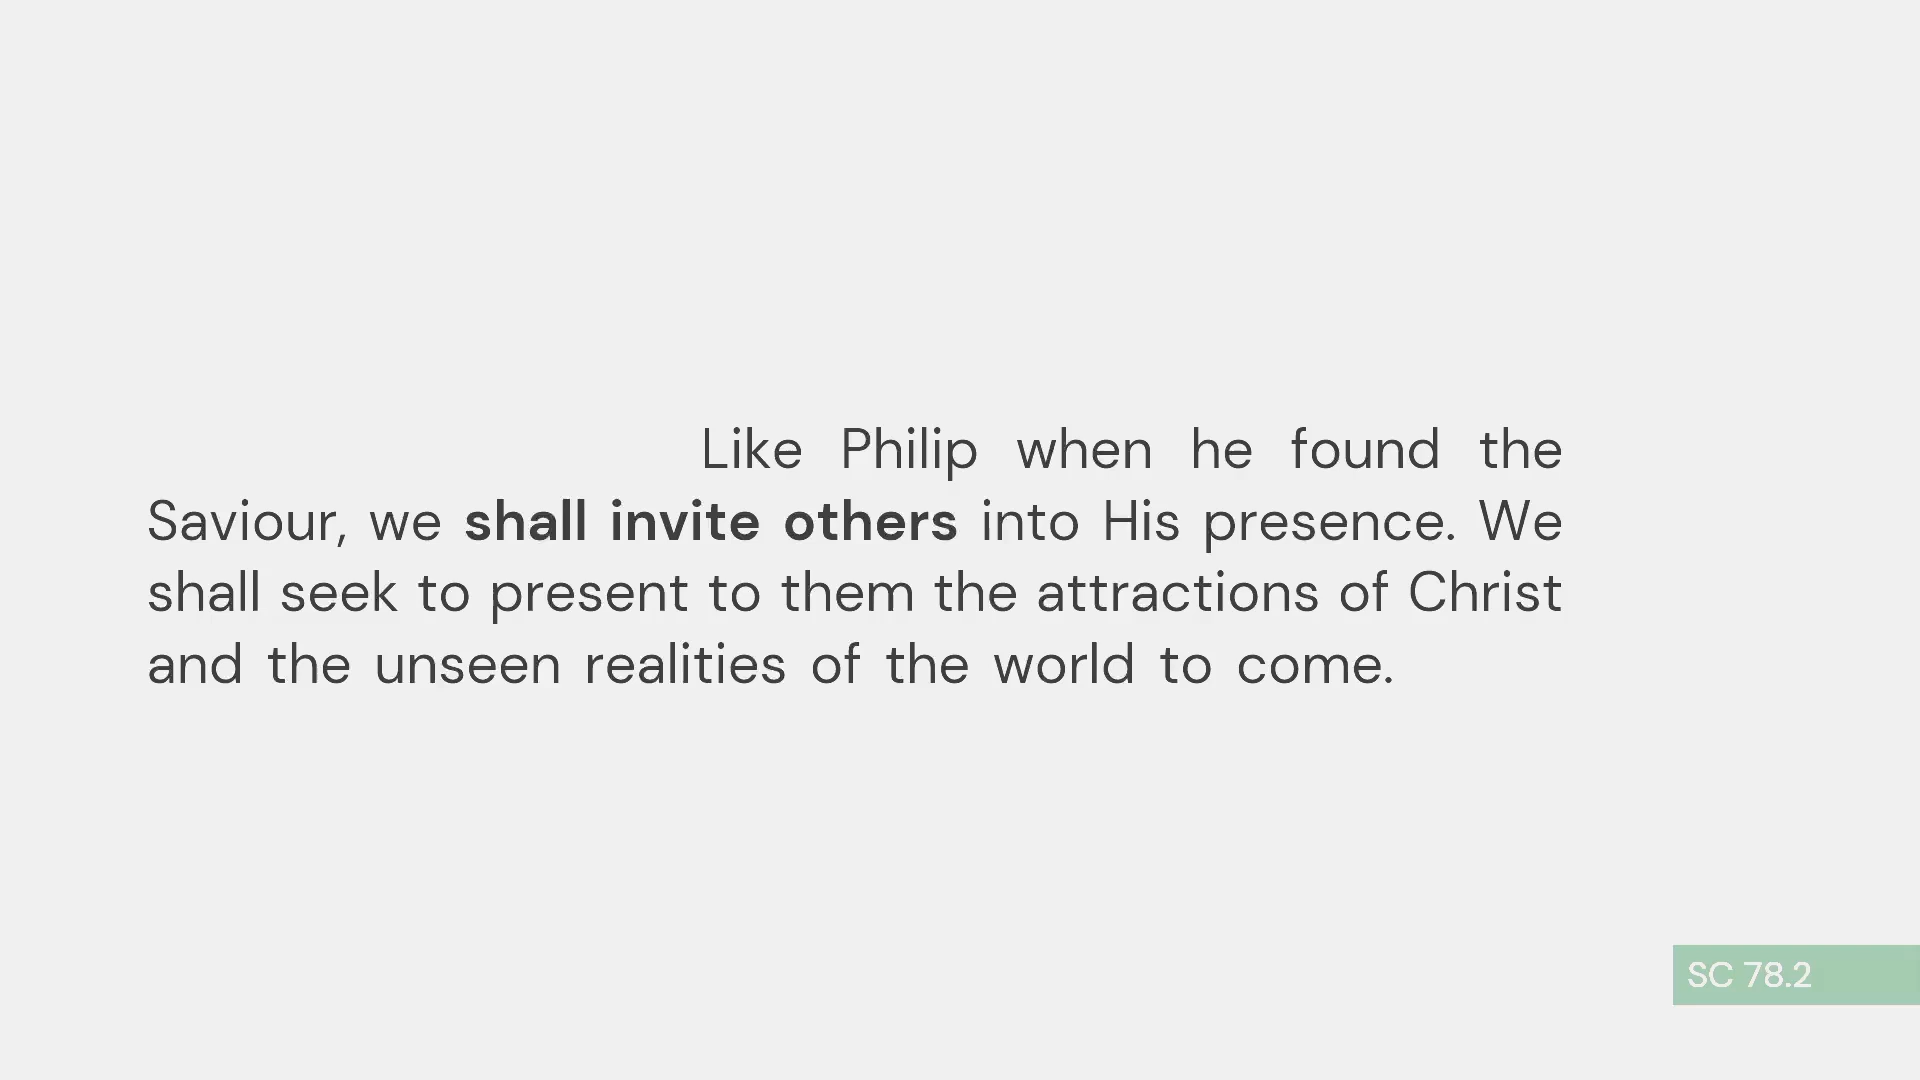 Like Philip when he found the
Saviour, we shall invite others into His presence. We
shall seek to present to them the attractions of Christ
and the unseen realities of the world to come.
SC 78.2